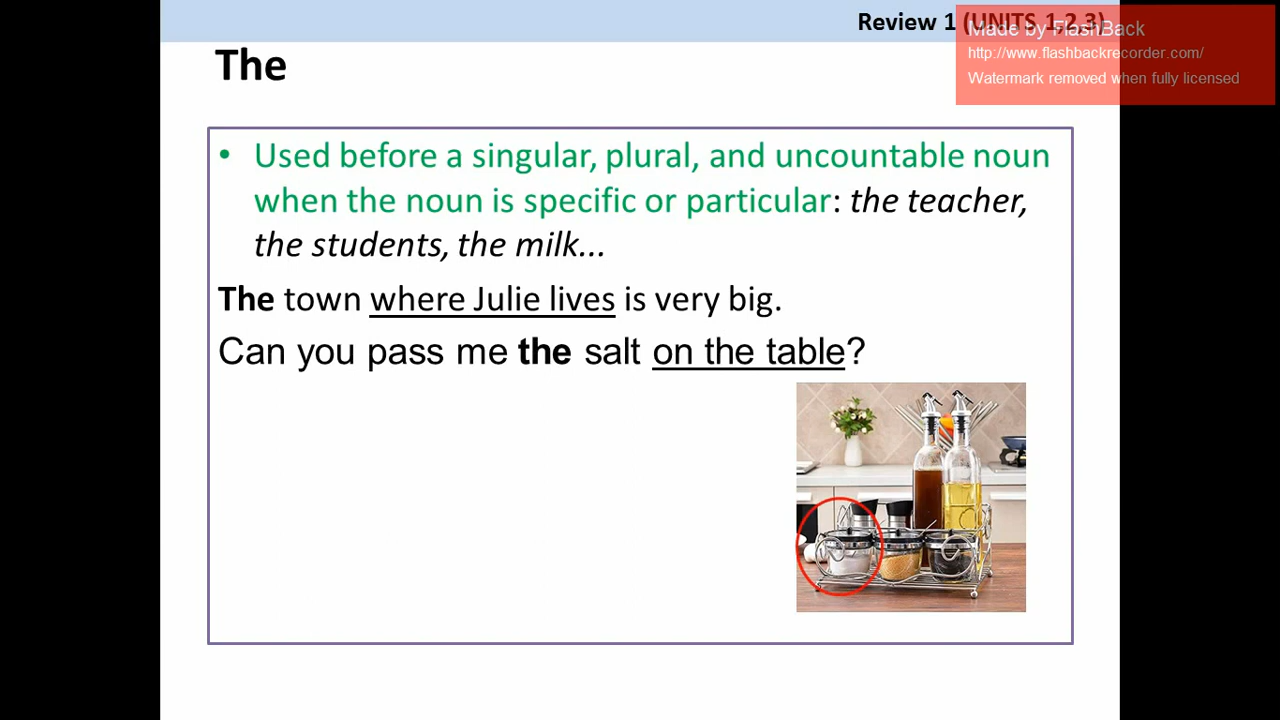 Review 1 (UNITS 1,2,3)
Made by FlashBack
http://www.flashbackrecorder.com/
Watermark removed when fully licensed
The
• Used before a singular, plural, and uncountable noun
when the noun is specific or particular: the teacher,
the students, the milk...
The town where Julie lives is very big.
Can you pass me the salt on the table?